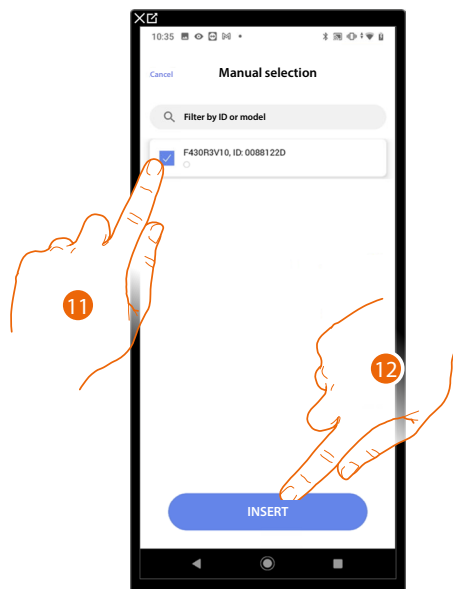 10:35
Cancel
Manual selection
Filter by ID or model
F430R3V10, ID: 0088122D
11
12
INSERT